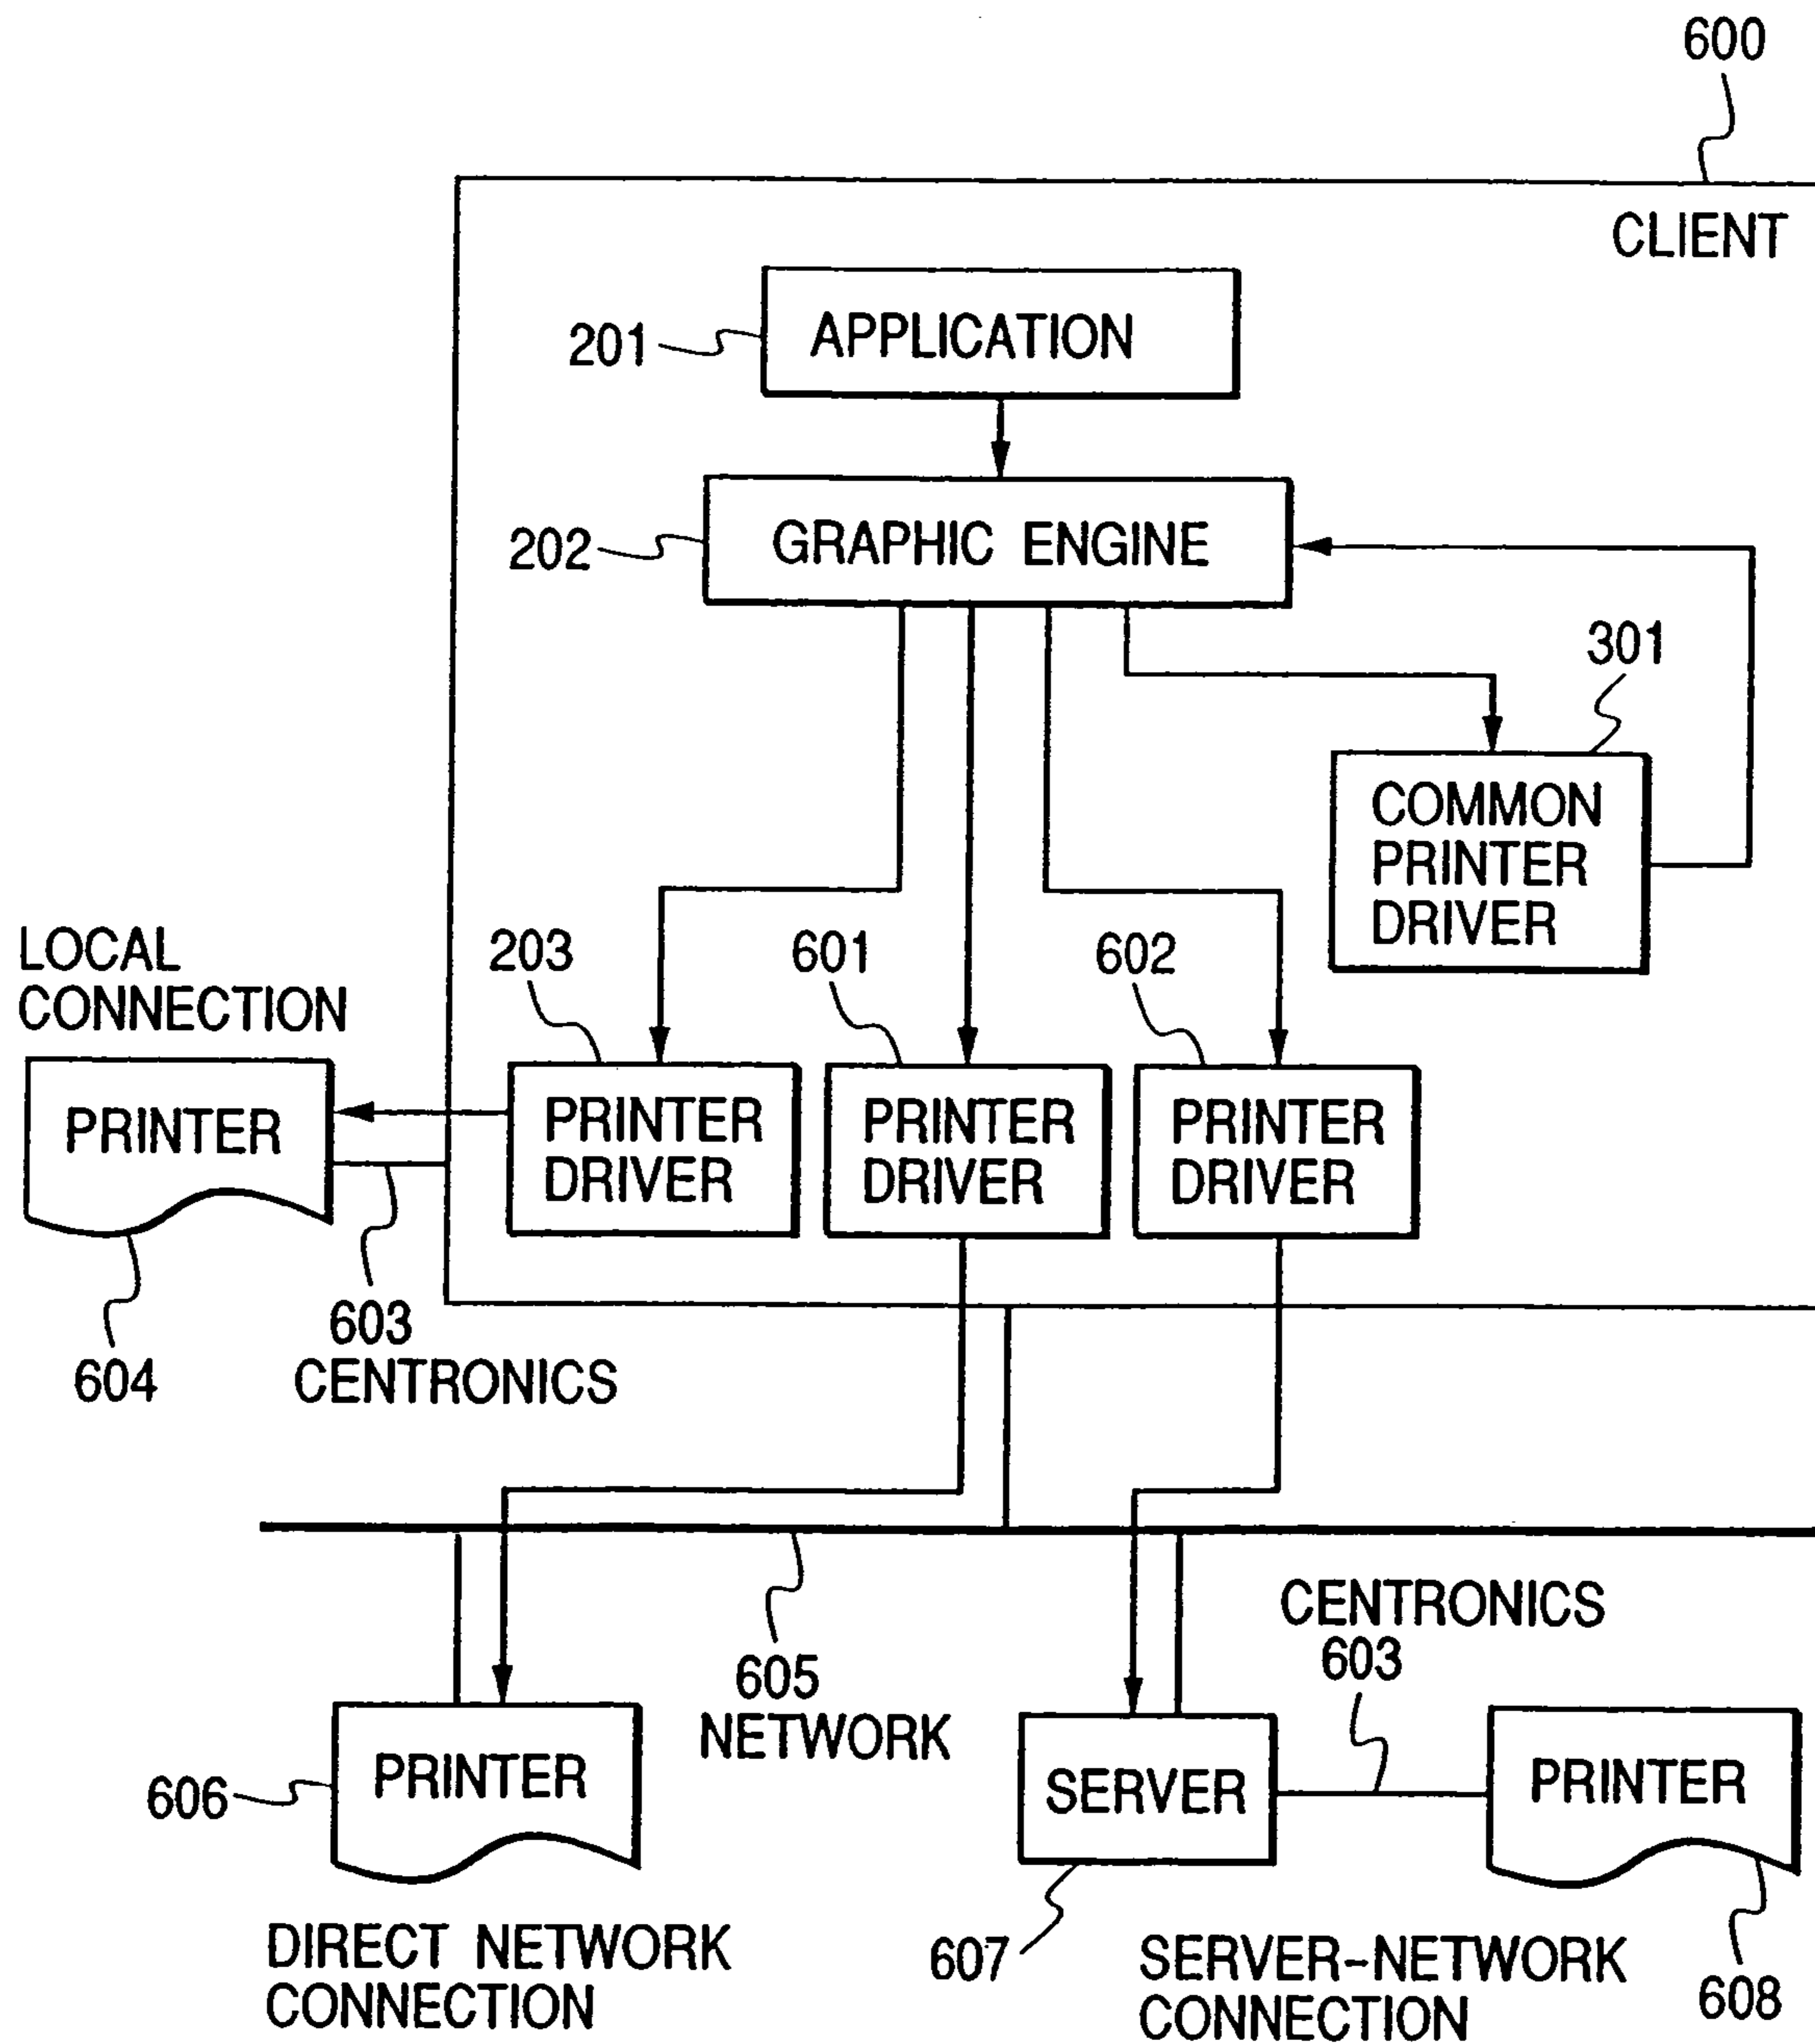 600
CLIENT
201
APPLICATION
202
GRAPHIC ENGINE
301
COMMON
PRINTER
DRIVER
LOCAL
CONNECTION
203
601
602
PRINTER
PRINTER
DRIVER
PRINTER
DRIVER
PRINTER
DRIVER
603
CENTRONICS
604
CENTRONICS
603
605
NETWORK
PRINTER
606
SERVER
PRINTER
607
608
DIRECT NETWORK
CONNECTION
SERVER-NETWORK
CONNECTION